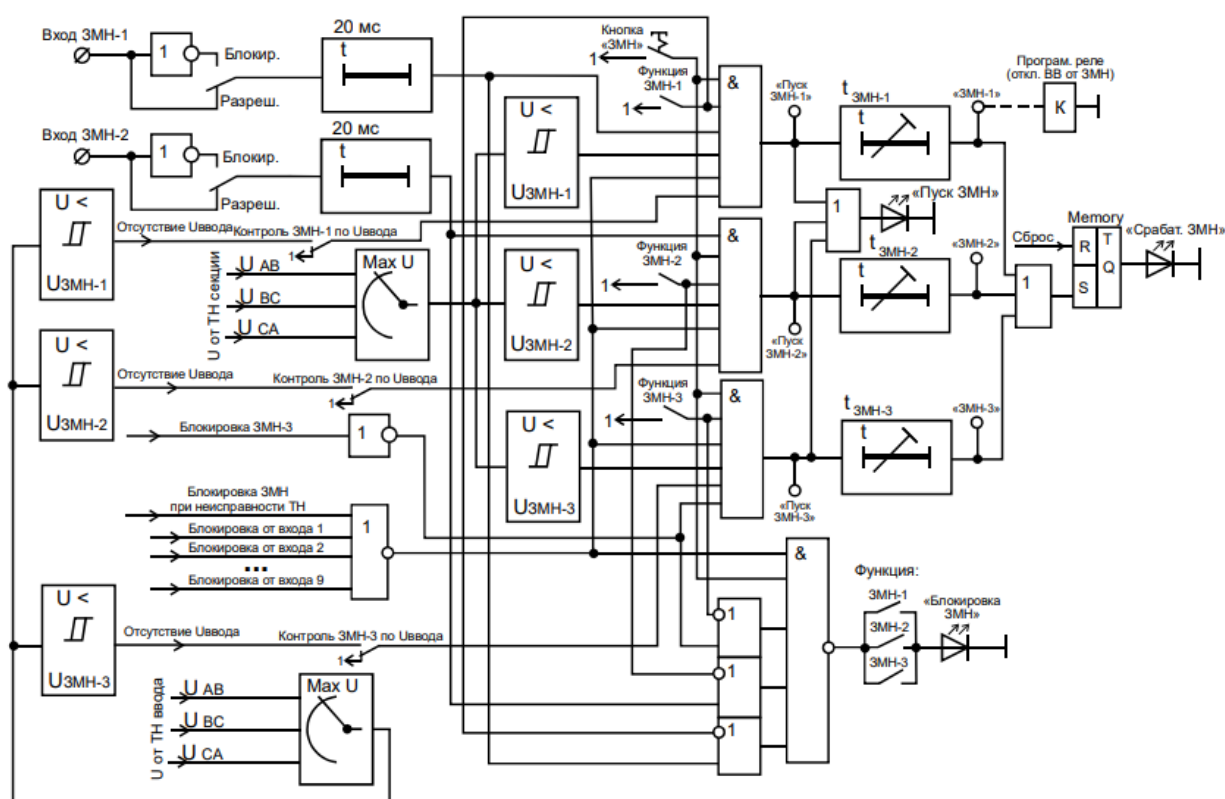 Вход ЗМН-1
1
Блокир.
Разреш.
20 мс
t
Вход ЗМН-2
1
Блокир.
Разреш.
20 мс
t
Кнопка
«ЗМН»
1
Функция
ЗМН-1
1
U <
UЗМН-1
&
«Пуск
ЗМН-1»
t ЗМН-1
t
«ЗМН-1»
Програм. реле
(откл. ВВ от ЗМН)
К
U <
UЗМН-1
Отсутствие Uввода
Контроль ЗМН-1 по Uввода
1
U от ТН секции
U AB
U BC
U CA
Max U
U <
UЗМН-2
Функция
ЗМН-2
1
&
«Пуск
ЗМН-2»
1
«Пуск ЗМН»
t ЗМН-2
t
«ЗМН-2»
1
Сброс
Memory
R
S
T
Q
«Срабат. ЗМН»
U <
UЗМН-2
Отсутствие Uввода
Контроль ЗМН-2 по Uввода
1
Блокировка ЗМН-3
1
U <
UЗМН-3
Функция
ЗМН-3
1
&
«Пуск
ЗМН-3»
t ЗМН-3
t
«ЗМН-3»
Блокировка ЗМН
при неисправности ТН
Блокировка от входа 1
Блокировка от входа 2
...
Блокировка от входа 9
1
U <
UЗМН-3
Отсутствие Uввода
Контроль ЗМН-3 по Uввода
1
U от ТН ввода
U AB
U BC
U CA
Max U
1
1
1
&
Функция:
ЗМН-1
ЗМН-2
ЗМН-3
«Блокировка
ЗМН»